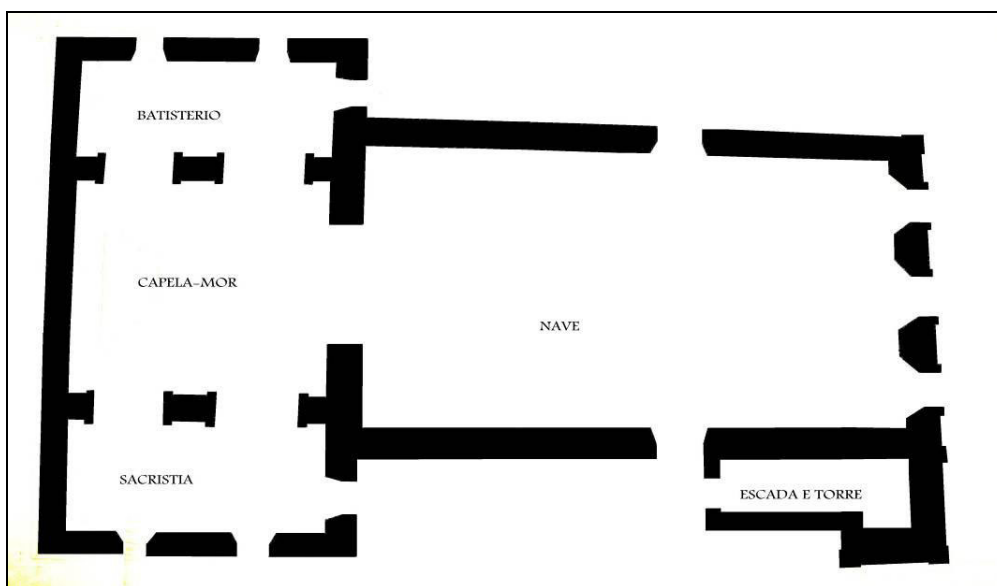 BATISTERIO
CAPELA-MOR
NAVE
SACRISTIA
ESCADA E TORRE